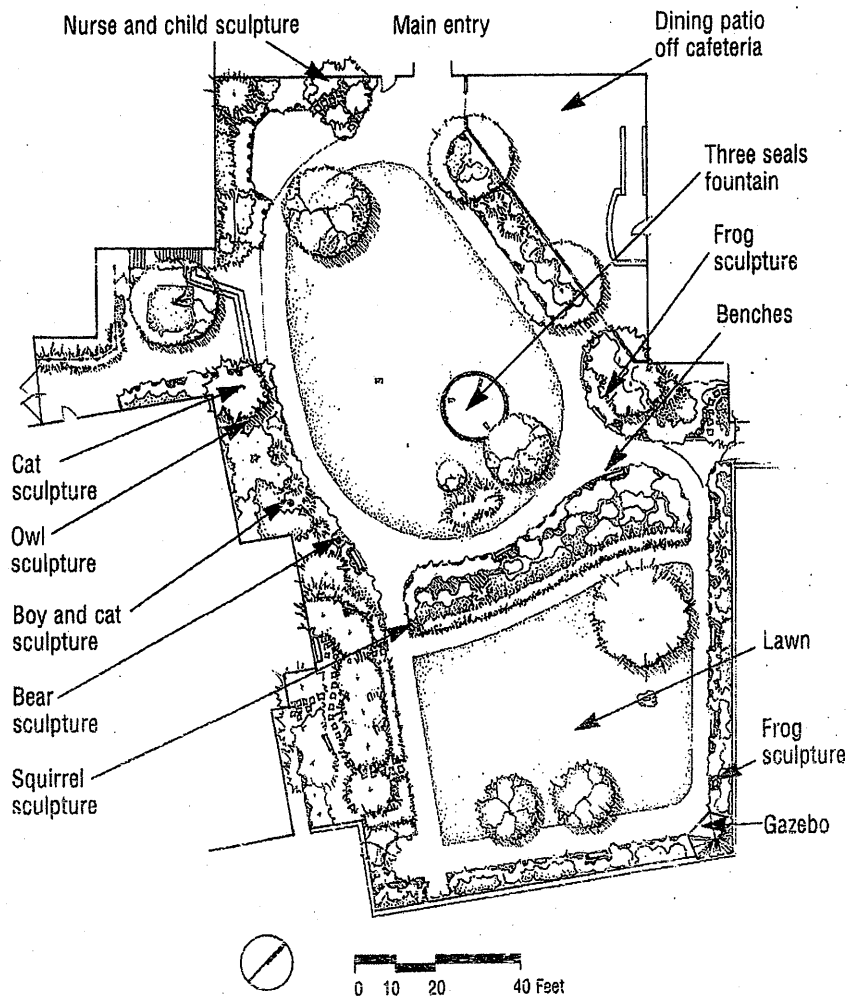 Nurse and child sculpture
Main entry
Dining patio
off cafeteria
Three seals
fountain
Frog
sculpture
Benches
Cat
sculpture
Owl
sculpture
Boy and cat
sculpture
Bear
sculpture
Squirrel
sculpture
Lawn
Frog
sculpture
Gazebo
0 10 20 40 Feet